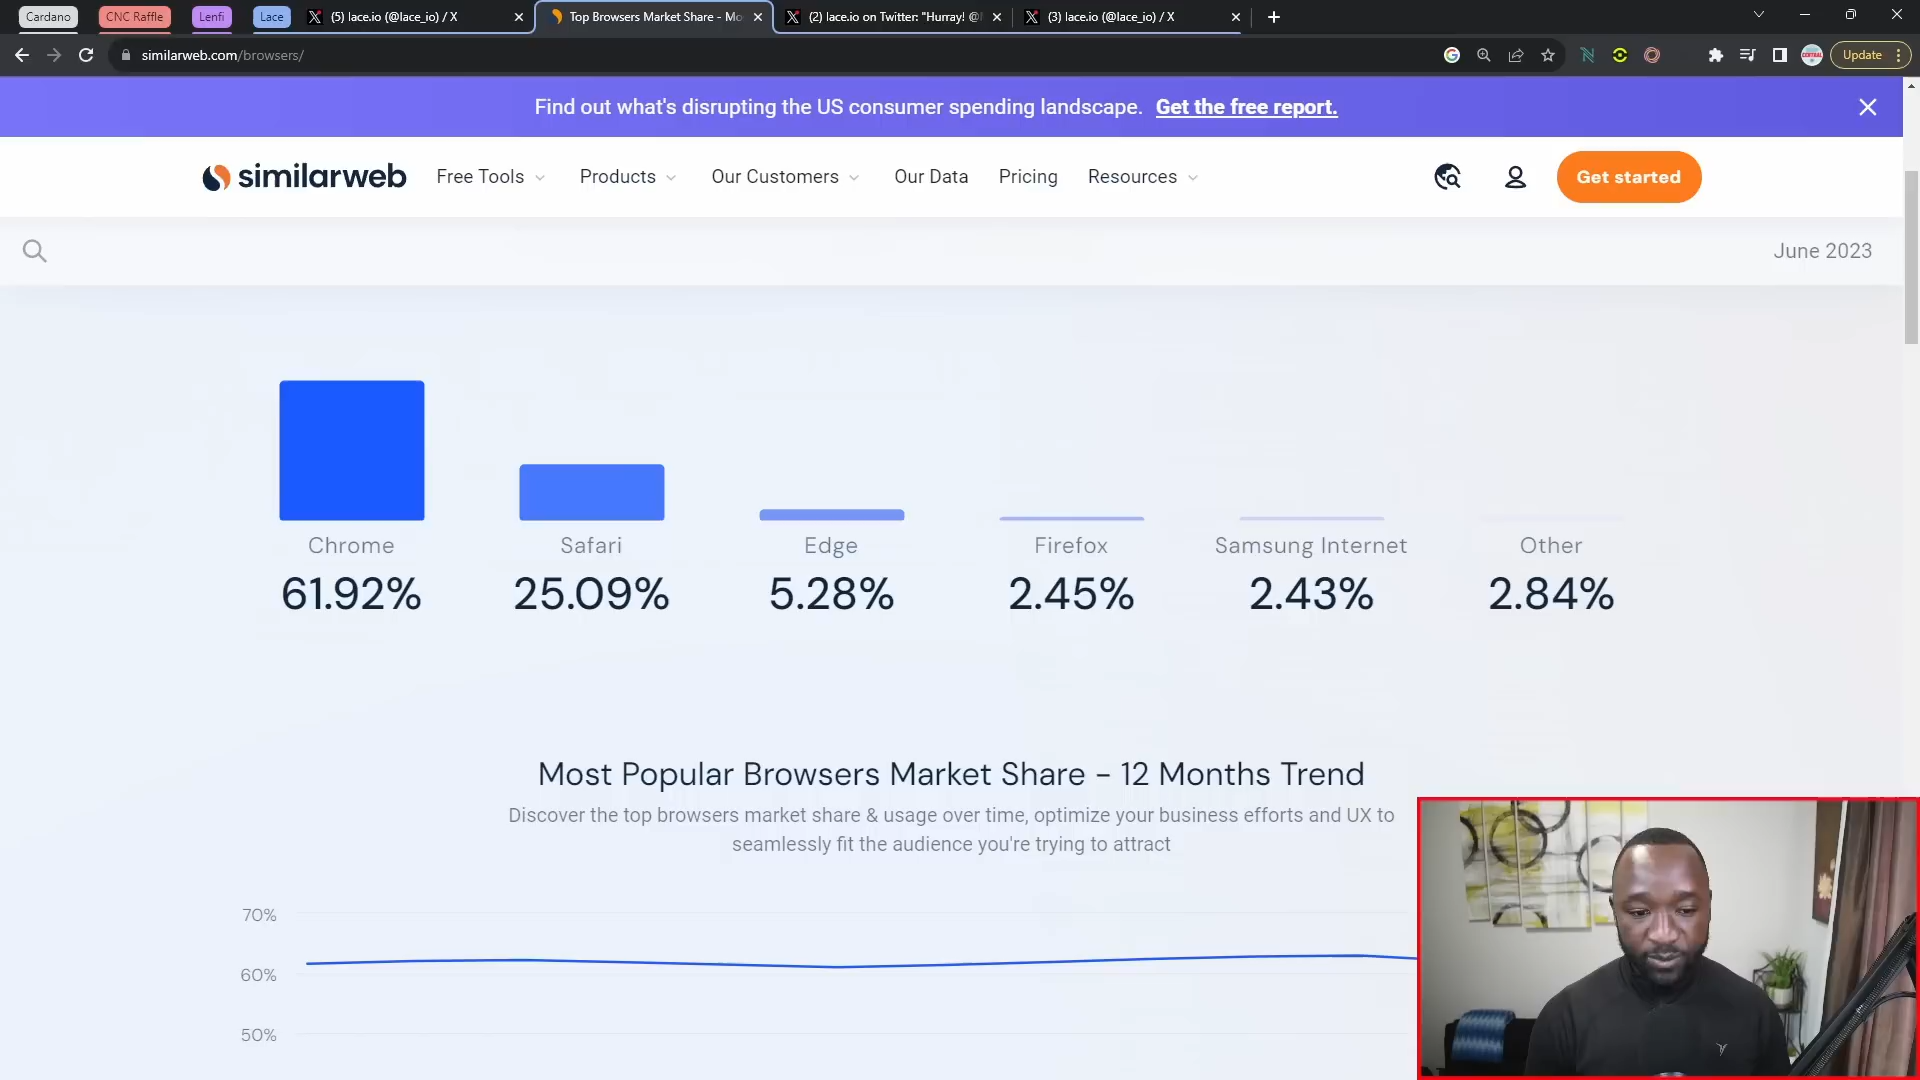 Cardano CNC Raffle Lenfi Lace (5) lace.io (@lace_io) / X Top Browsers Market Share - Mo (2) lace.io on Twitter: "Hurray! @ (3) lace.io (@lace_io) / X
similarweb.com/browsers/ Update
Find out what's disrupting the US consumer spending landscape. Get the free report.
similarweb Free Tools Products Our Customers Our Data Pricing Resources Get started
June 2023
Chrome Safari Edge Firefox Samsung Internet Other
61.92% 25.09% 5.28% 2.45% 2.43% 2.84%
Most Popular Browsers Market Share - 12 Months Trend
Discover the top browsers market share & usage over time, optimize your business efforts and UX to
seamlessly fit the audience you're trying to attract
70%
60%
50%